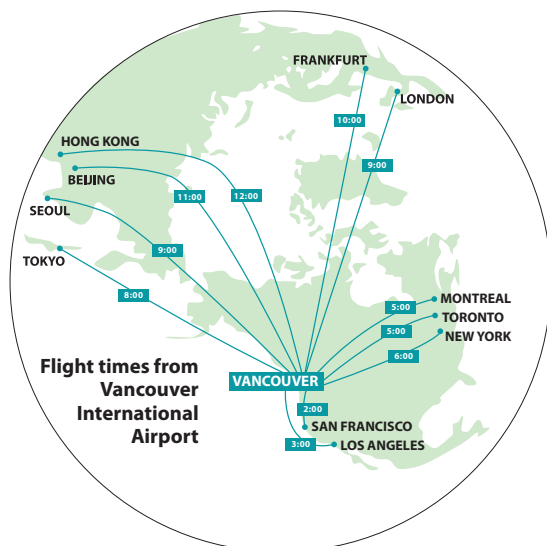 FRANKFURT
LONDON
10:00
HONG KONG
9:00
BEIJING
11:00
12:00
SEOUL
9:00
TOKYO
8:00
MONTREAL
5:00
TORONTO
5:00
NEW YORK
6:00
Flight times from
Vancouver
International
Airport
VANCOUVER
2:00
SAN FRANCISCO
3:00
LOS ANGELES